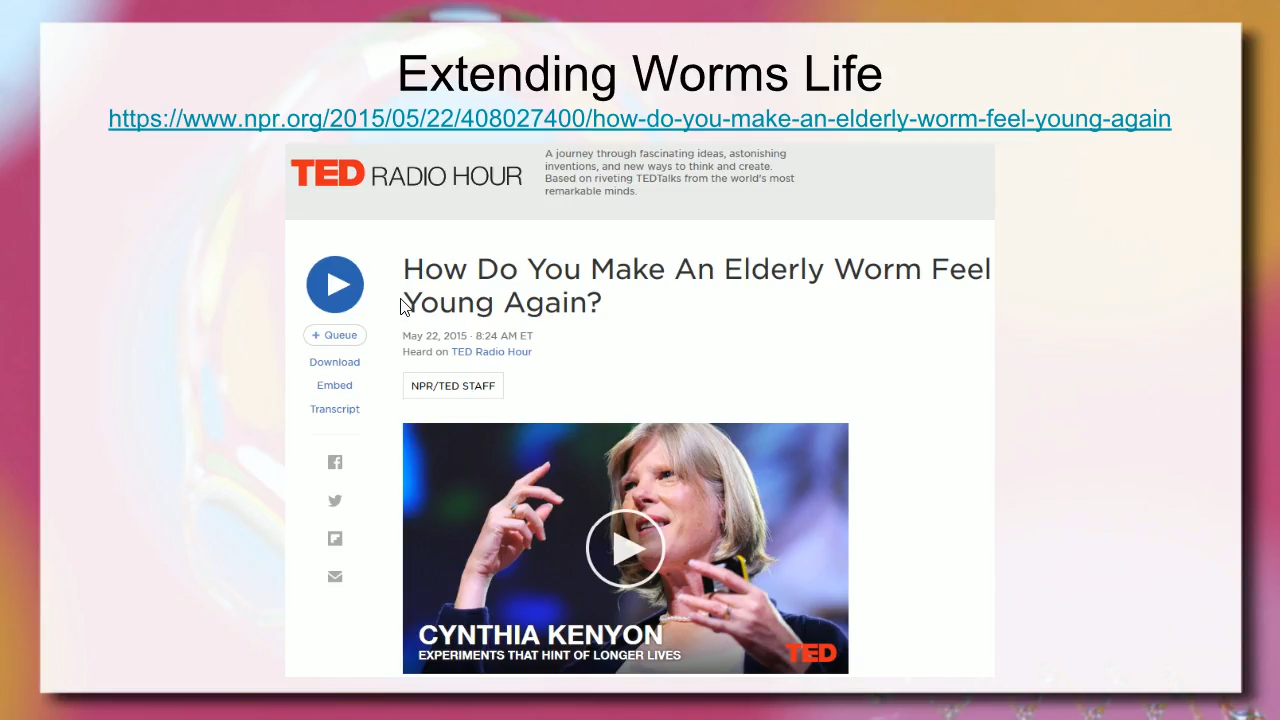 Extending Worms Life
https://www.npr.org/2015/05/22/408027400/how-do-you-make-an-elderly-worm-feel-young-again
TED RADIO HOUR
A journey through fascinating ideas, astonishing
inventions, and new ways to think and create.
Based on riveting TEDTalks from the world's most
remarkable minds.
How Do You Make An Elderly Worm Feel
Young Again?
+ Queue
May 22, 2015 · 8:24 AM ET
Heard on TED Radio Hour
Download
Embed
Transcript
NPR/TED STAFF
CYNTHIA KENYON
EXPERIMENTS THAT HINT OF LONGER LIVES
TED